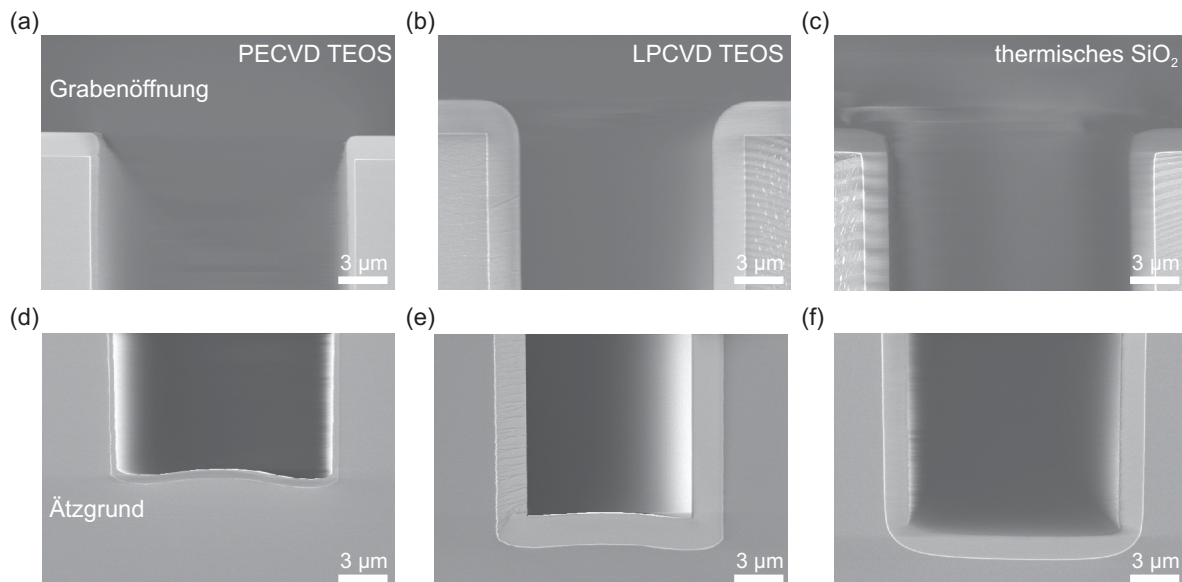 (a)
(b)
(c)
PECVD TEOS
LPCVD TEOS
thermisches SiO₂
Grabenöffnung
3 µm
3 µm
3 µm
(d)
(e)
(f)
Ätzgrund
3 µm
3 µm
3 µm